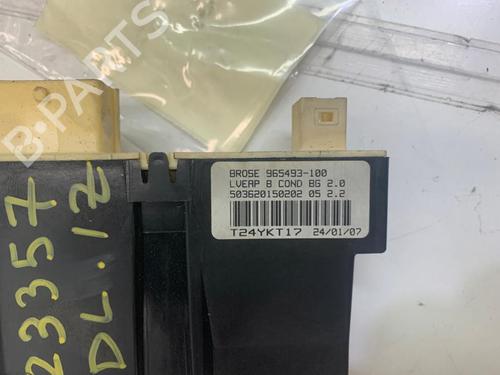 B-PARTS
BROSE 965493-100
LVEAP B COND BG 2.0
503620150202 05 2.2
T24YKT17 24/01/07
23357
DL.IZ